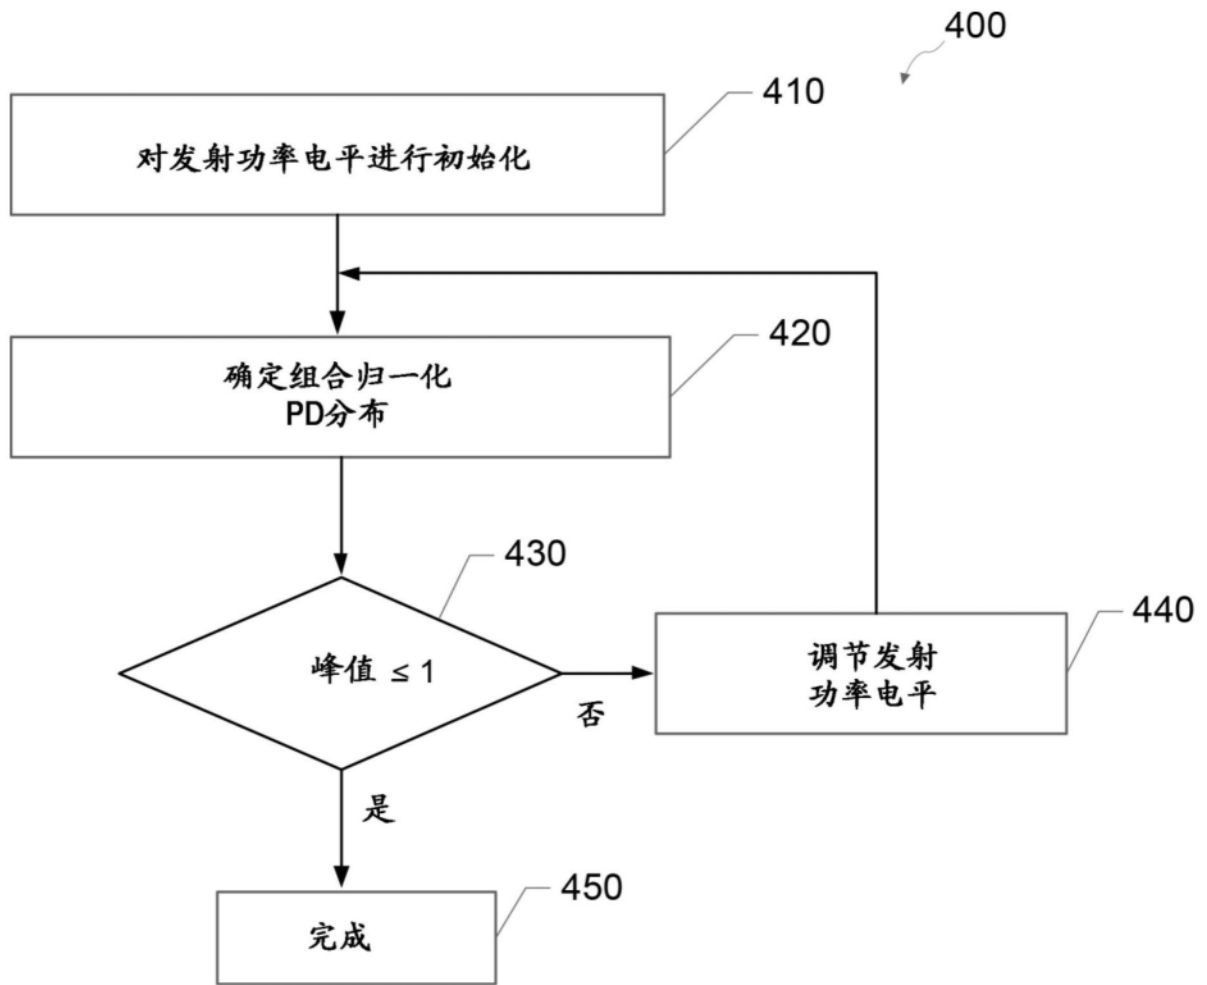 400
410
对发射功率电平进行初始化
420
确定组合归一化
PD分布
430
峰值 ≤ 1
否
440
调节发射
功率电平
是
450
完成